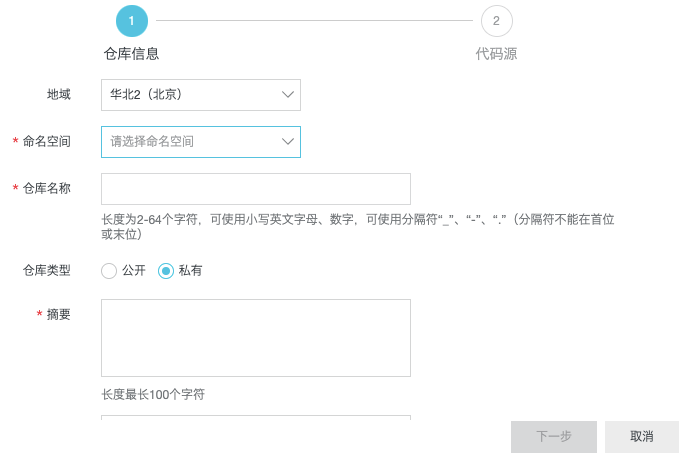 1
2
仓库信息
代码源
地域
华北2（北京）
* 命名空间
请选择命名空间
* 仓库名称
长度为2-64个字符，可使用小写英文字母、数字，可使用分隔符“_”、“-”、“.”（分隔符不能在首位
或末位）
仓库类型
公开
私有
* 摘要
长度最长100个字符
下一步
取消